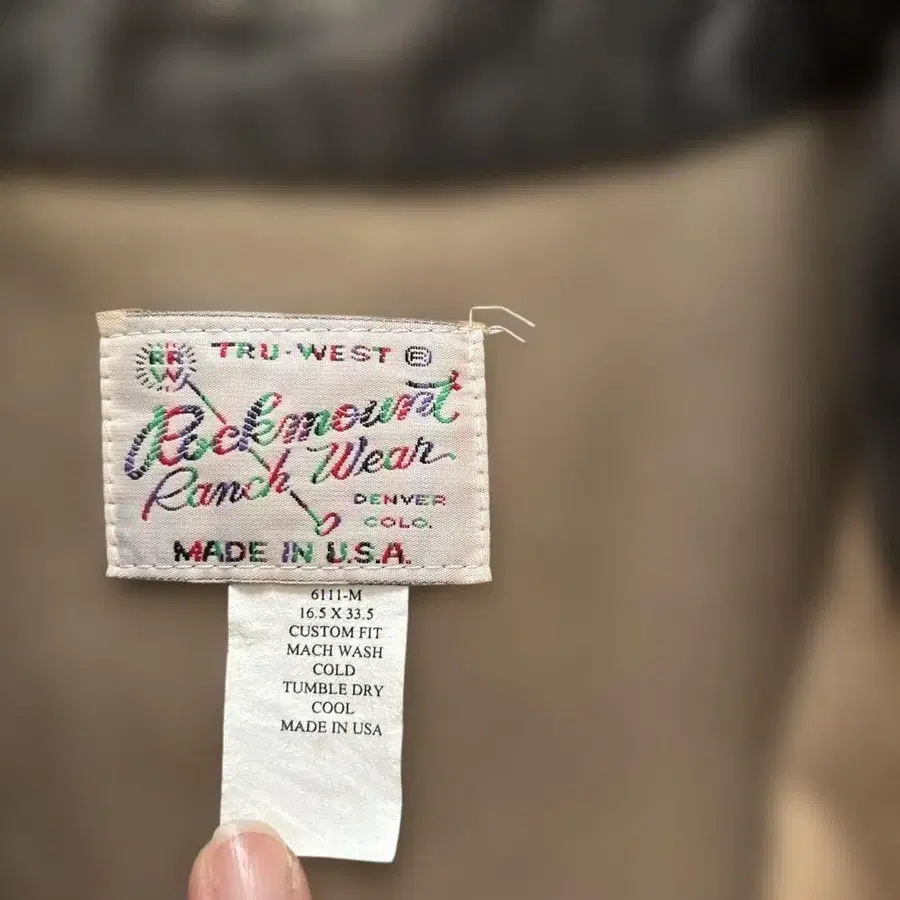 RR
W
TRU-WEST ®
Rockmount
Ranch Wear
DENVER
COLO.
MADE IN U.S.A.
6111-M
16.5 X 33.5
CUSTOM FIT
MACH WASH
COLD
TUMBLE DRY
COOL
MADE IN USA